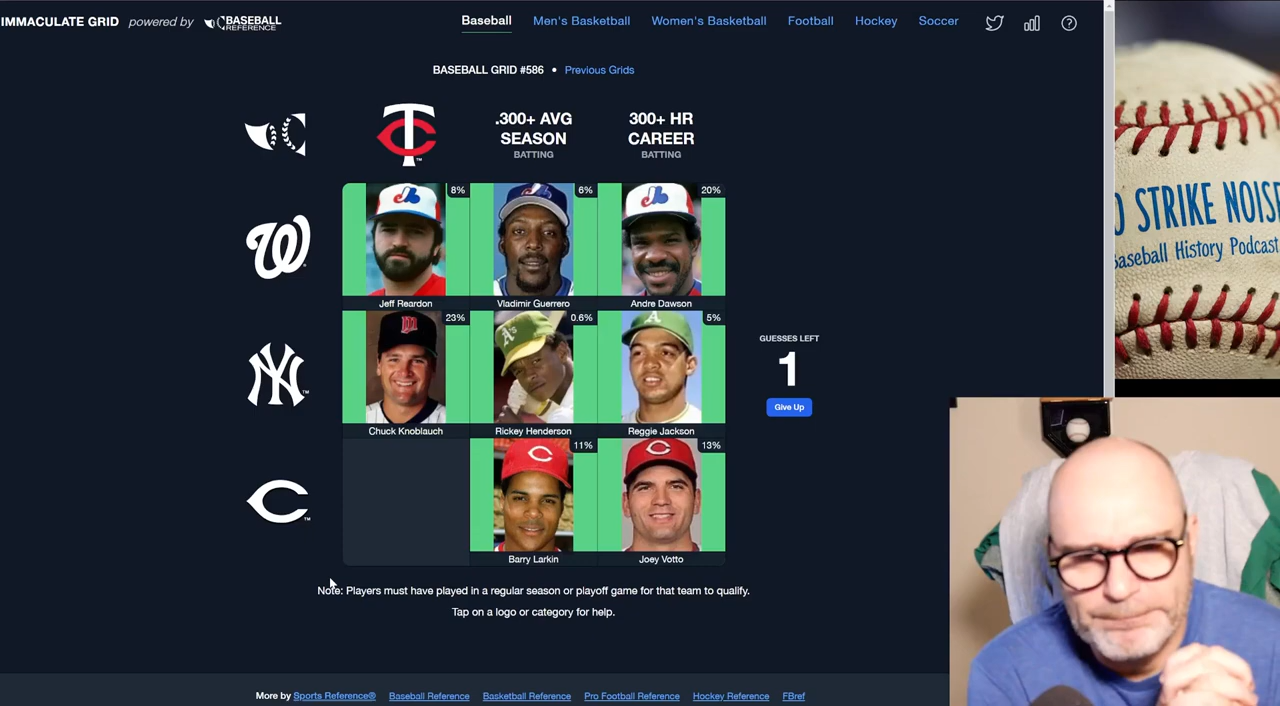 IMMACULATE GRID powered by BASEBALL REFERENCE
Baseball Men's Basketball Women's Basketball Football Hockey Soccer
BASEBALL GRID #586 • Previous Grids
.300+ AVG
SEASON
BATTING
300+ HR
CAREER
BATTING
8%
6%
20%
Jeff Reardon
Vladimir Guerrero
Andre Dawson
23%
0.6%
5%
Chuck Knoblauch
Rickey Henderson
Reggie Jackson
11%
13%
Barry Larkin
Joey Votto
GUESSES LEFT
1
Give Up
Note: Players must have played in a regular season or playoff game for that team to qualify.
Tap on a logo or category for help.
More by Sports Reference® Baseball Reference Basketball Reference Pro Football Reference Hockey Reference FBref
STRIKE NOISE
Baseball History Podcast